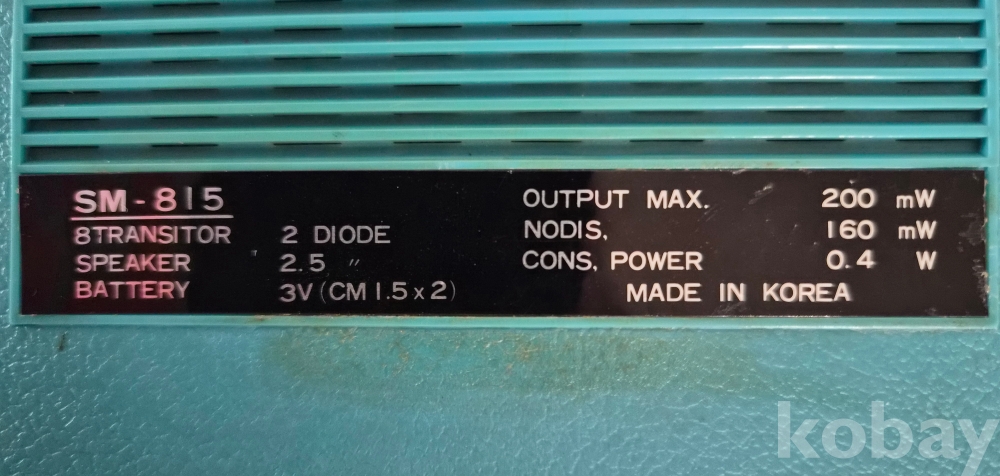 SM-815
8TRANSITOR 2 DIODE
SPEAKER 2.5 〃
BATTERY 3V (CM 1.5 x 2)
OUTPUT MAX. 200 mW
NODIS, 160 mW
CONS, POWER 0.4 W
MADE IN KOREA
kobay